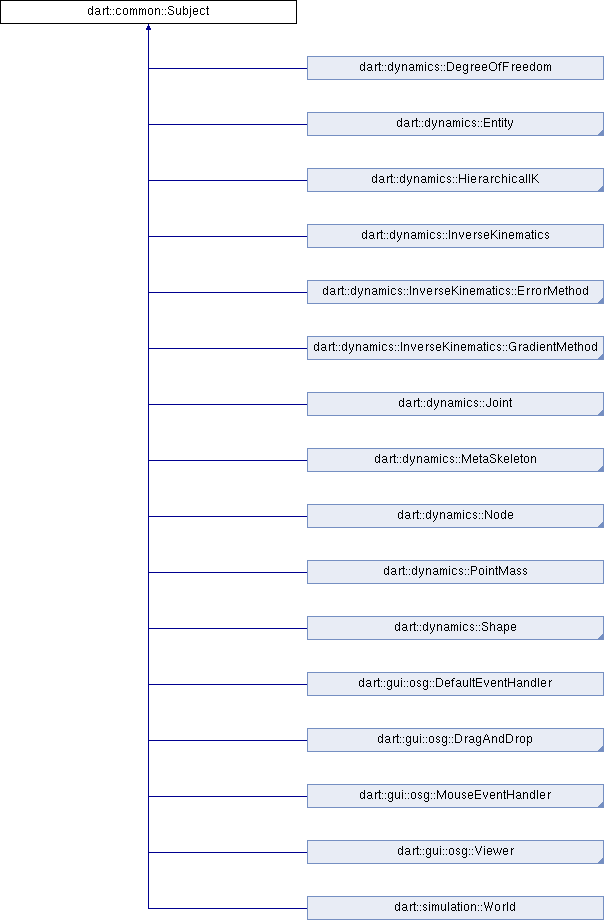 dart::common::Subject
dart::dynamics::DegreeOfFreedom
dart::dynamics::Entity
dart::dynamics::HierarchicalIK
dart::dynamics::InverseKinematics
dart::dynamics::InverseKinematics::ErrorMethod
dart::dynamics::InverseKinematics::GradientMethod
dart::dynamics::Joint
dart::dynamics::MetaSkeleton
dart::dynamics::Node
dart::dynamics::PointMass
dart::dynamics::Shape
dart::gui::osg::DefaultEventHandler
dart::gui::osg::DragAndDrop
dart::gui::osg::MouseEventHandler
dart::gui::osg::Viewer
dart::simulation::World